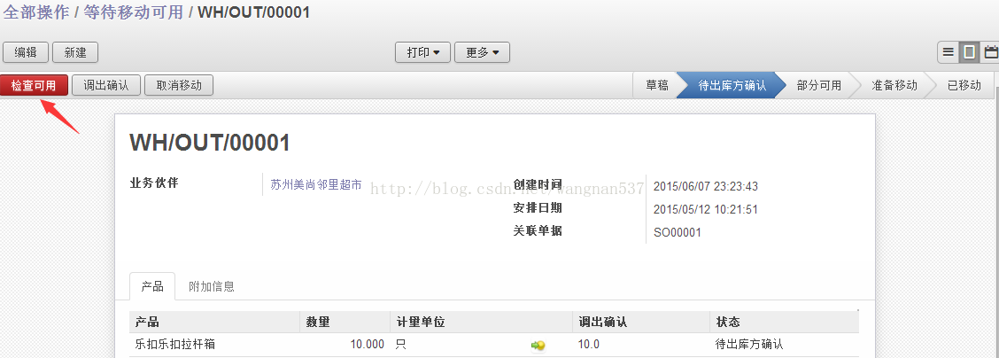 全部操作 / 等待移动可用 / WH/OUT/00001
编辑 新建 打印 更多
检查可用 调出确认 取消移动 草稿 待出库方确认 部分可用 准备移动 已移动
WH/OUT/00001
业务伙伴 苏州美尚邻里超市 创建时间 2015/06/07 23:23:43
http://blog.csdn.net/wangnan537
安排日期 2015/05/12 10:21:51
关联单据 SO00001
产品 附加信息
产品 数量 计量单位 调出确认 状态
乐扣乐扣拉杆箱 10.000 只 10.0 待出库方确认